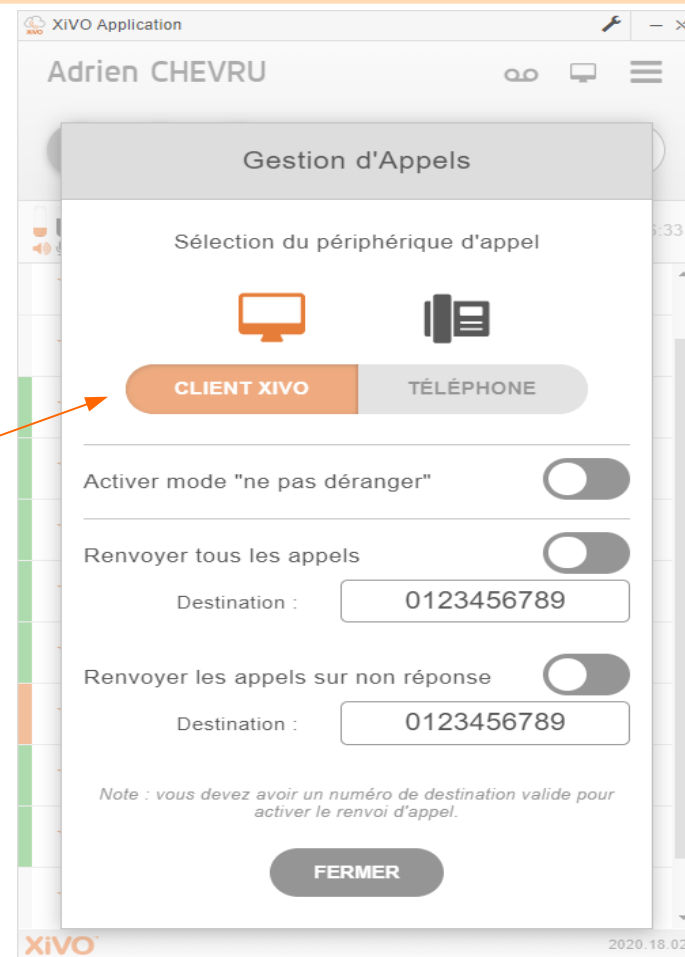 XiVO Application
Adrien CHEVRU
Gestion d'Appels
Sélection du périphérique d'appel
CLIENT XIVO TÉLÉPHONE
Activer mode "ne pas déranger"
Renvoyer tous les appels
Destination : 0123456789
Renvoyer les appels sur non réponse
Destination : 0123456789
Note : vous devez avoir un numéro de destination valide pour
activer le renvoi d'appel.
FERMER
XiVO 2020.18.02